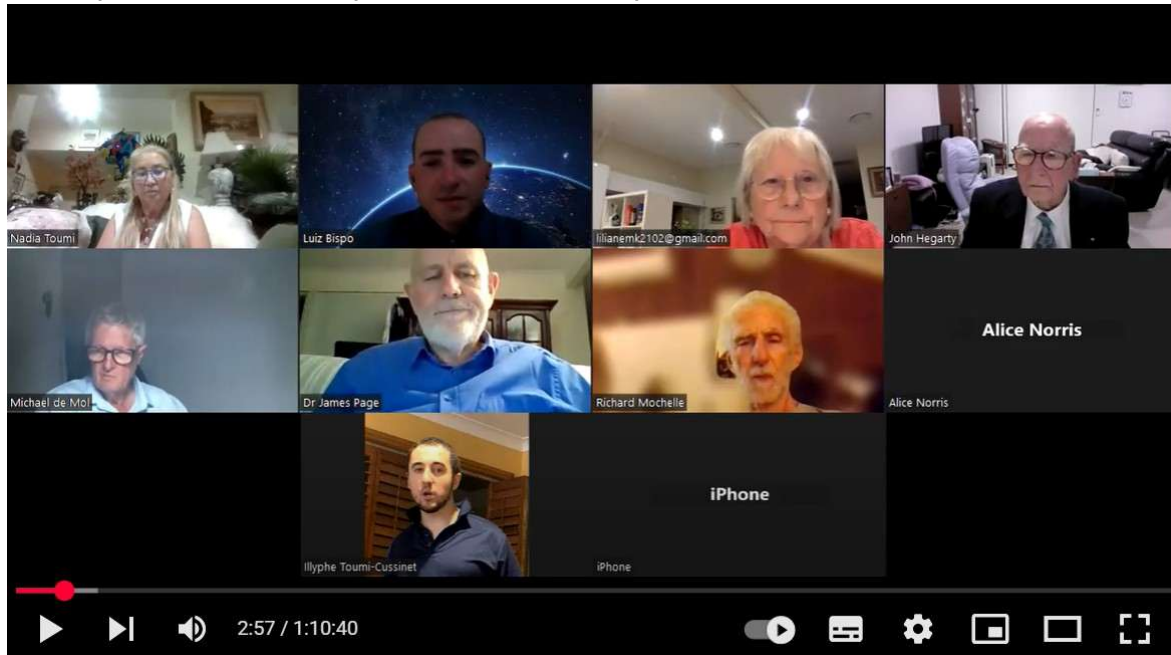 Nadia Toumi
Luiz Bispo
lilianemk2102@gmail.com
John Hegarty
Michael de Mol
Dr James Page
Richard Mochelle
Alice Norris
Alice Norris
Illyphe Toumi-Cussinet
iPhone
iPhone
2:57 / 1:10:40